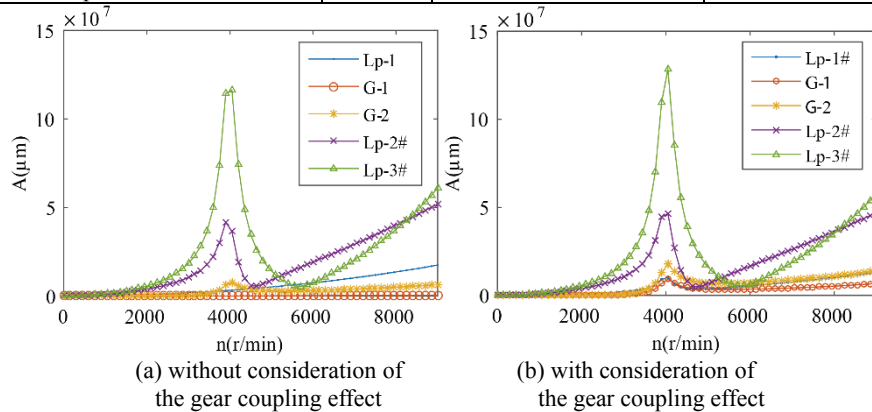 × 10⁷
15
10
5
0
A(µm)
Lp-1
G-1
G-2
Lp-2#
Lp-3#
0 2000 4000 6000 8000
n(r/min)
(a) without consideration of
the gear coupling effect
× 10⁷
15
10
5
0
A(µm)
Lp-1#
G-1
G-2
Lp-2#
Lp-3#
0 2000 4000 6000 8000
n(r/min)
(b) with consideration of
the gear coupling effect